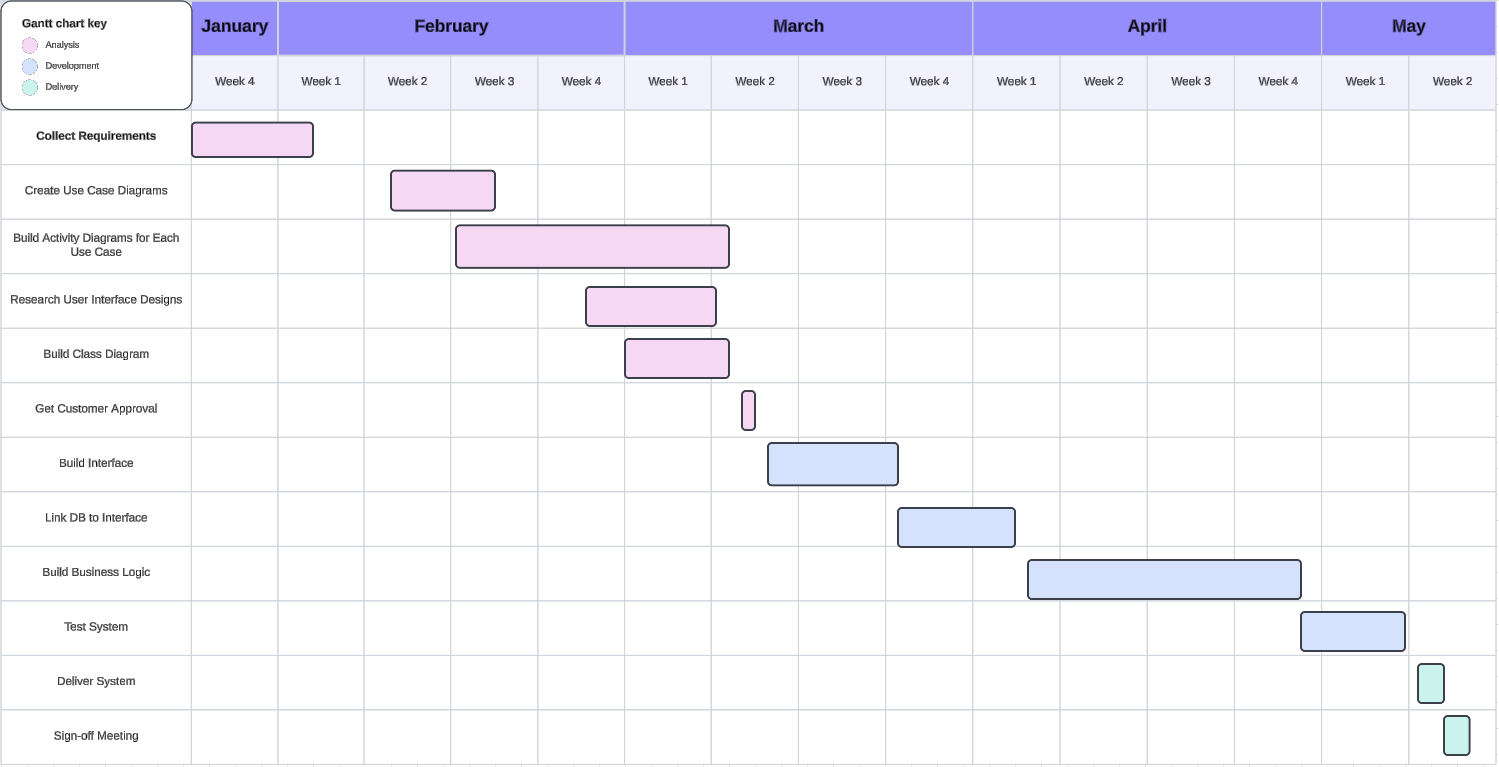 Gantt chart key
Analysis
Development
Delivery
January February March April May
Week 4 Week 1 Week 2 Week 3 Week 4 Week 1 Week 2 Week 3 Week 4 Week 1 Week 2 Week 3 Week 4 Week 1 Week 2
Collect Requirements
Create Use Case Diagrams
Build Activity Diagrams for Each
Use Case
Research User Interface Designs
Build Class Diagram
Get Customer Approval
Build Interface
Link DB to Interface
Build Business Logic
Test System
Deliver System
Sign-off Meeting